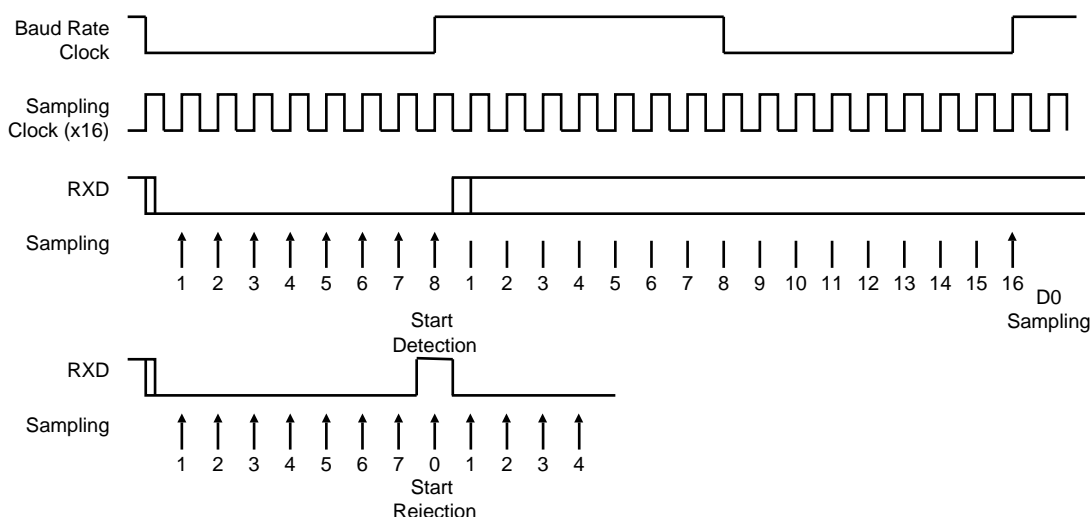 Baud Rate
Clock
Sampling
Clock (x16)
RXD
Sampling
1 2 3 4 5 6 7 8 1 2 3 4 5 6 7 8 9 10 11 12 13 14 15 16
D0
Sampling
Start
Detection
RXD
Sampling
1 2 3 4 5 6 7 0 1 2 3 4
Start
Rejection